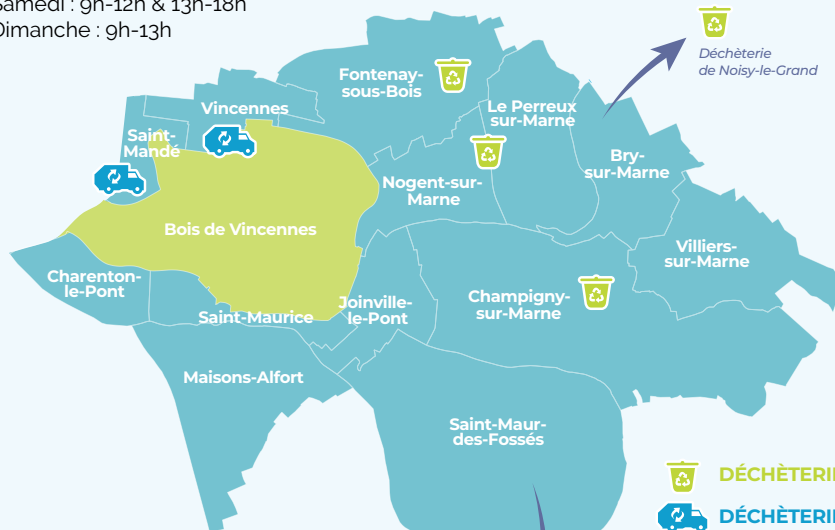 Samedi : 9h-12h & 13h-18h
Dimanche : 9h-13h
Déchèterie
de Noisy-le-Grand
Fontenay-
sous-Bois
Vincennes
Le Perreux
sur-Marne
Saint-
Mandé
Bry-
sur-Marne
Nogent-sur-
Marne
Bois de Vincennes
Villiers-
sur-Marne
Charenton-
le-Pont
Joinville-
le-Pont
Champigny-
sur-Marne
Saint-Maurice
Maisons-Alfort
Saint-Maur-
des-Fossés
DÉCHÈTERIE
DÉCHÈTERIE